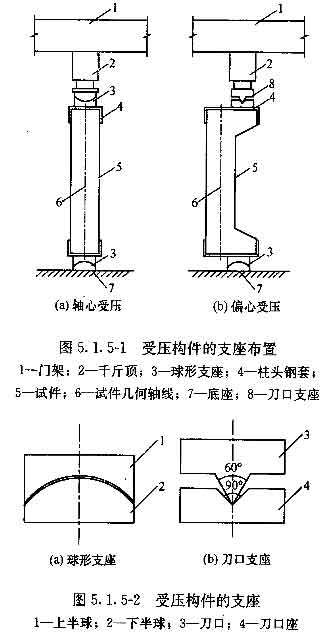 1
1
2
3
4
5
6
3
7
2
8
4
6
5
3
7
(a) 轴心受压
(b) 偏心受压
图 5.1.5-1 受压构件的支座布置
1—门架；2—千斤顶；3—球形支座；4—柱头钢套；
5—试件；6—试件几何轴线；7—底座；8—刀口支座
1
2
60°
90°
3
4
(a) 球形支座
(b) 刀口支座
图 5.1.5-2 受压构件的支座
1—上半球；2—下半球；3—刀口；4—刀口座